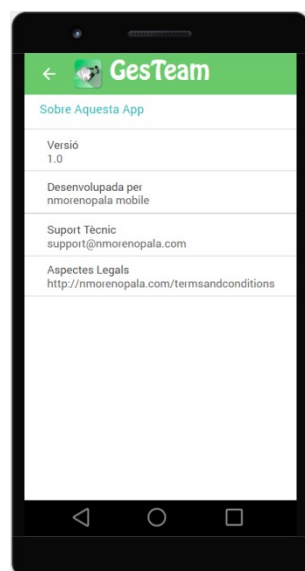 GesTeam
Sobre Aquesta App
Versió
1.0
Desenvolupada per
nmorenopala mobile
Suport Tècnic
support@nmorenopala.com
Aspectes Legals
http://nmorenopala.com/termsandconditions